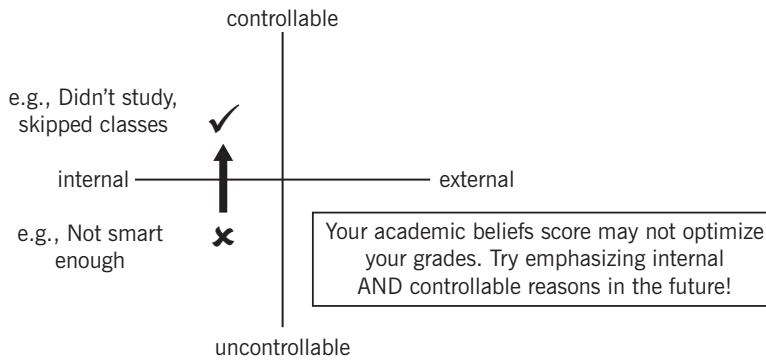 controllable
e.g., Didn’t study,
skipped classes
internal
external
e.g., Not smart
enough
Your academic beliefs score may not optimize
your grades. Try emphasizing internal
AND controllable reasons in the future!
uncontrollable